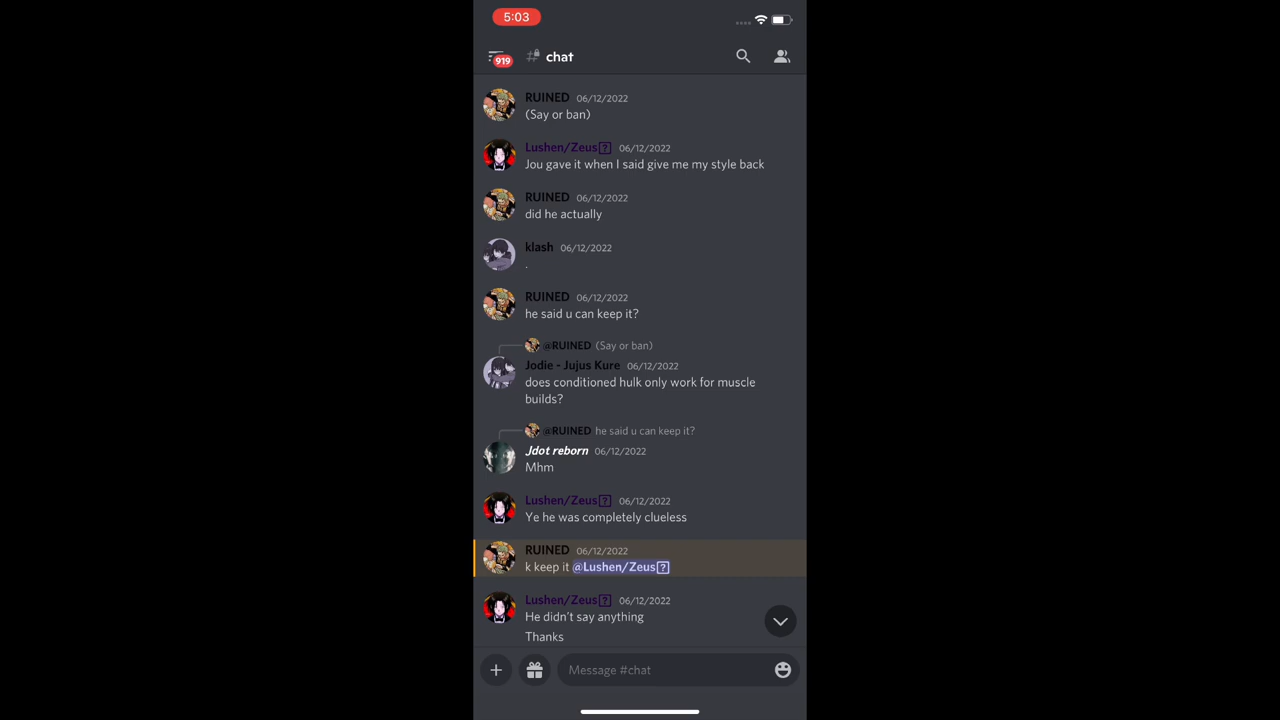 5:03
919
chat
RUINED 06/12/2022
(Say or ban)
Lushen/Zeus 06/12/2022
Jou gave it when I said give me my style back
RUINED 06/12/2022
did he actually
klash 06/12/2022
.
RUINED 06/12/2022
he said u can keep it?
@RUINED (Say or ban)
Jodie - Jujus Kure 06/12/2022
does conditioned hulk only work for muscle
builds?
@RUINED he said u can keep it?
Jdot reborn 06/12/2022
Mhm
Lushen/Zeus 06/12/2022
Ye he was completely clueless
RUINED 06/12/2022
k keep it @Lushen/Zeus
Lushen/Zeus 06/12/2022
He didn’t say anything
Thanks
Message #chat